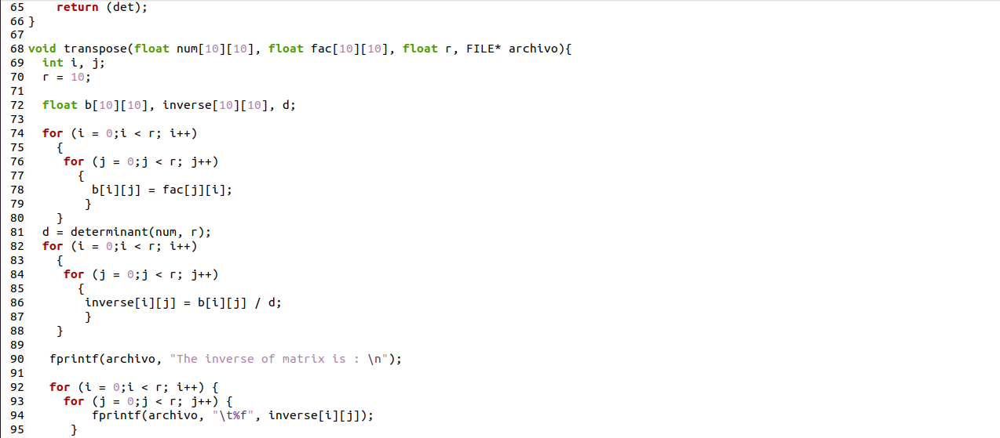 65    return (det);
66 }
67
68 void transpose(float num[10][10], float fac[10][10], float r, FILE* archivo){
69   int i, j;
70   r = 10;
71
72   float b[10][10], inverse[10][10], d;
73
74   for (i = 0;i < r; i++)
75     {
76      for (j = 0;j < r; j++)
77        {
78          b[i][j] = fac[j][i];
79         }
80     }
81   d = determinant(num, r);
82   for (i = 0;i < r; i++)
83     {
84      for (j = 0;j < r; j++)
85        {
86         inverse[i][j] = b[i][j] / d;
87         }
88     }
89
90    fprintf(archivo, "The inverse of matrix is : \n");
91
92    for (i = 0;i < r; i++) {
93      for (j = 0;j < r; j++) {
94          fprintf(archivo, "\t%f", inverse[i][j]);
95       }